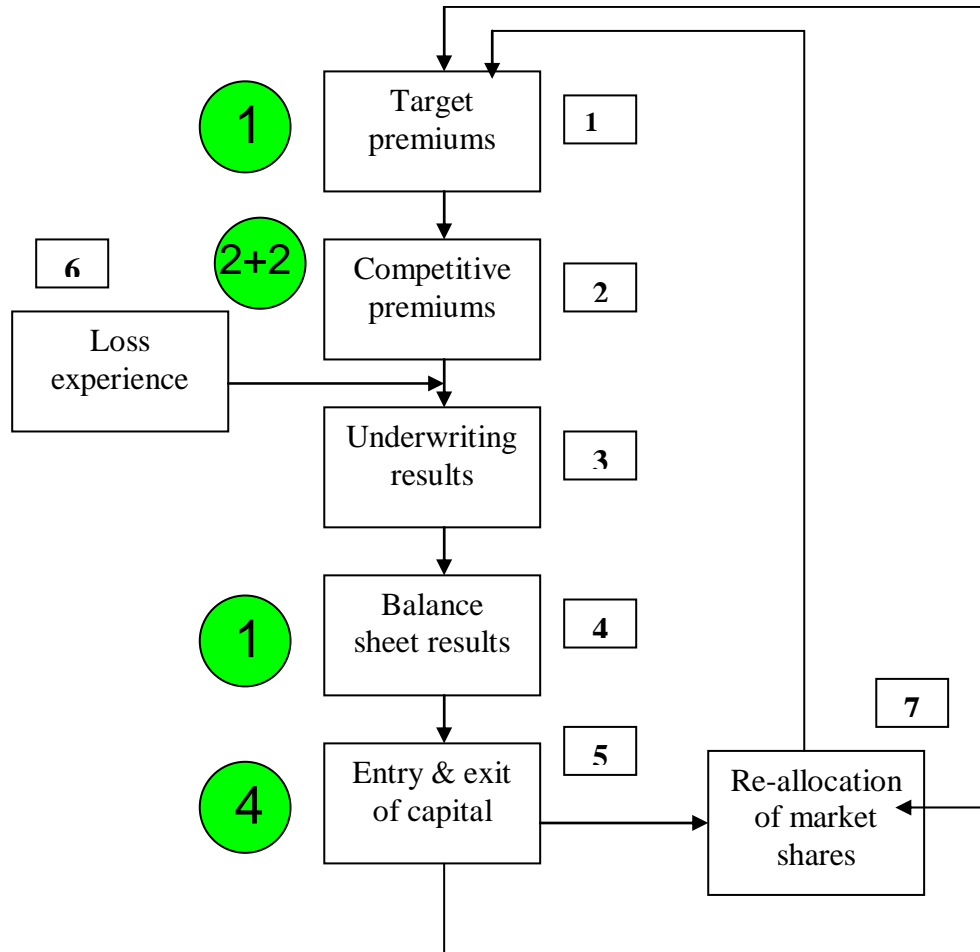 1
Target
premiums
1
2+2
Competitive
premiums
2
6
Loss
experience
Underwriting
results
3
1
Balance
sheet results
4
4
Entry & exit
of capital
5
7
Re-allocation
of market
shares